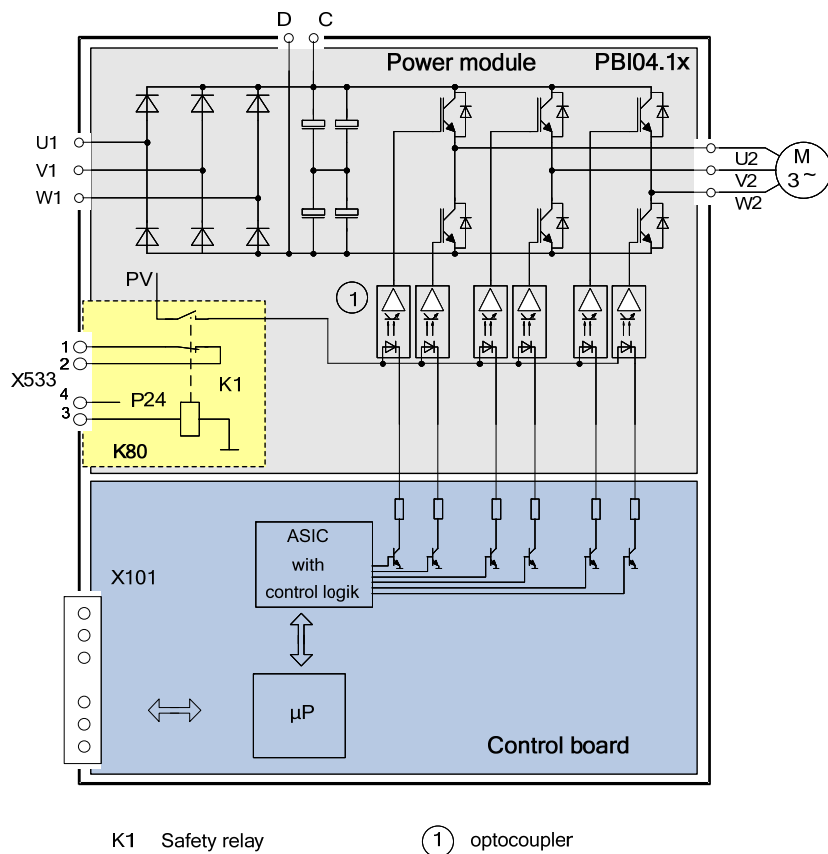 D C
Power module PBI04.1x
U1
V1
W1
U2
V2
W2
M
3~
PV
1
1
2
X533
K1
4
P24
3
K80
ASIC
with
control logik
X101
µP
Control board
K1 Safety relay
1 optocoupler